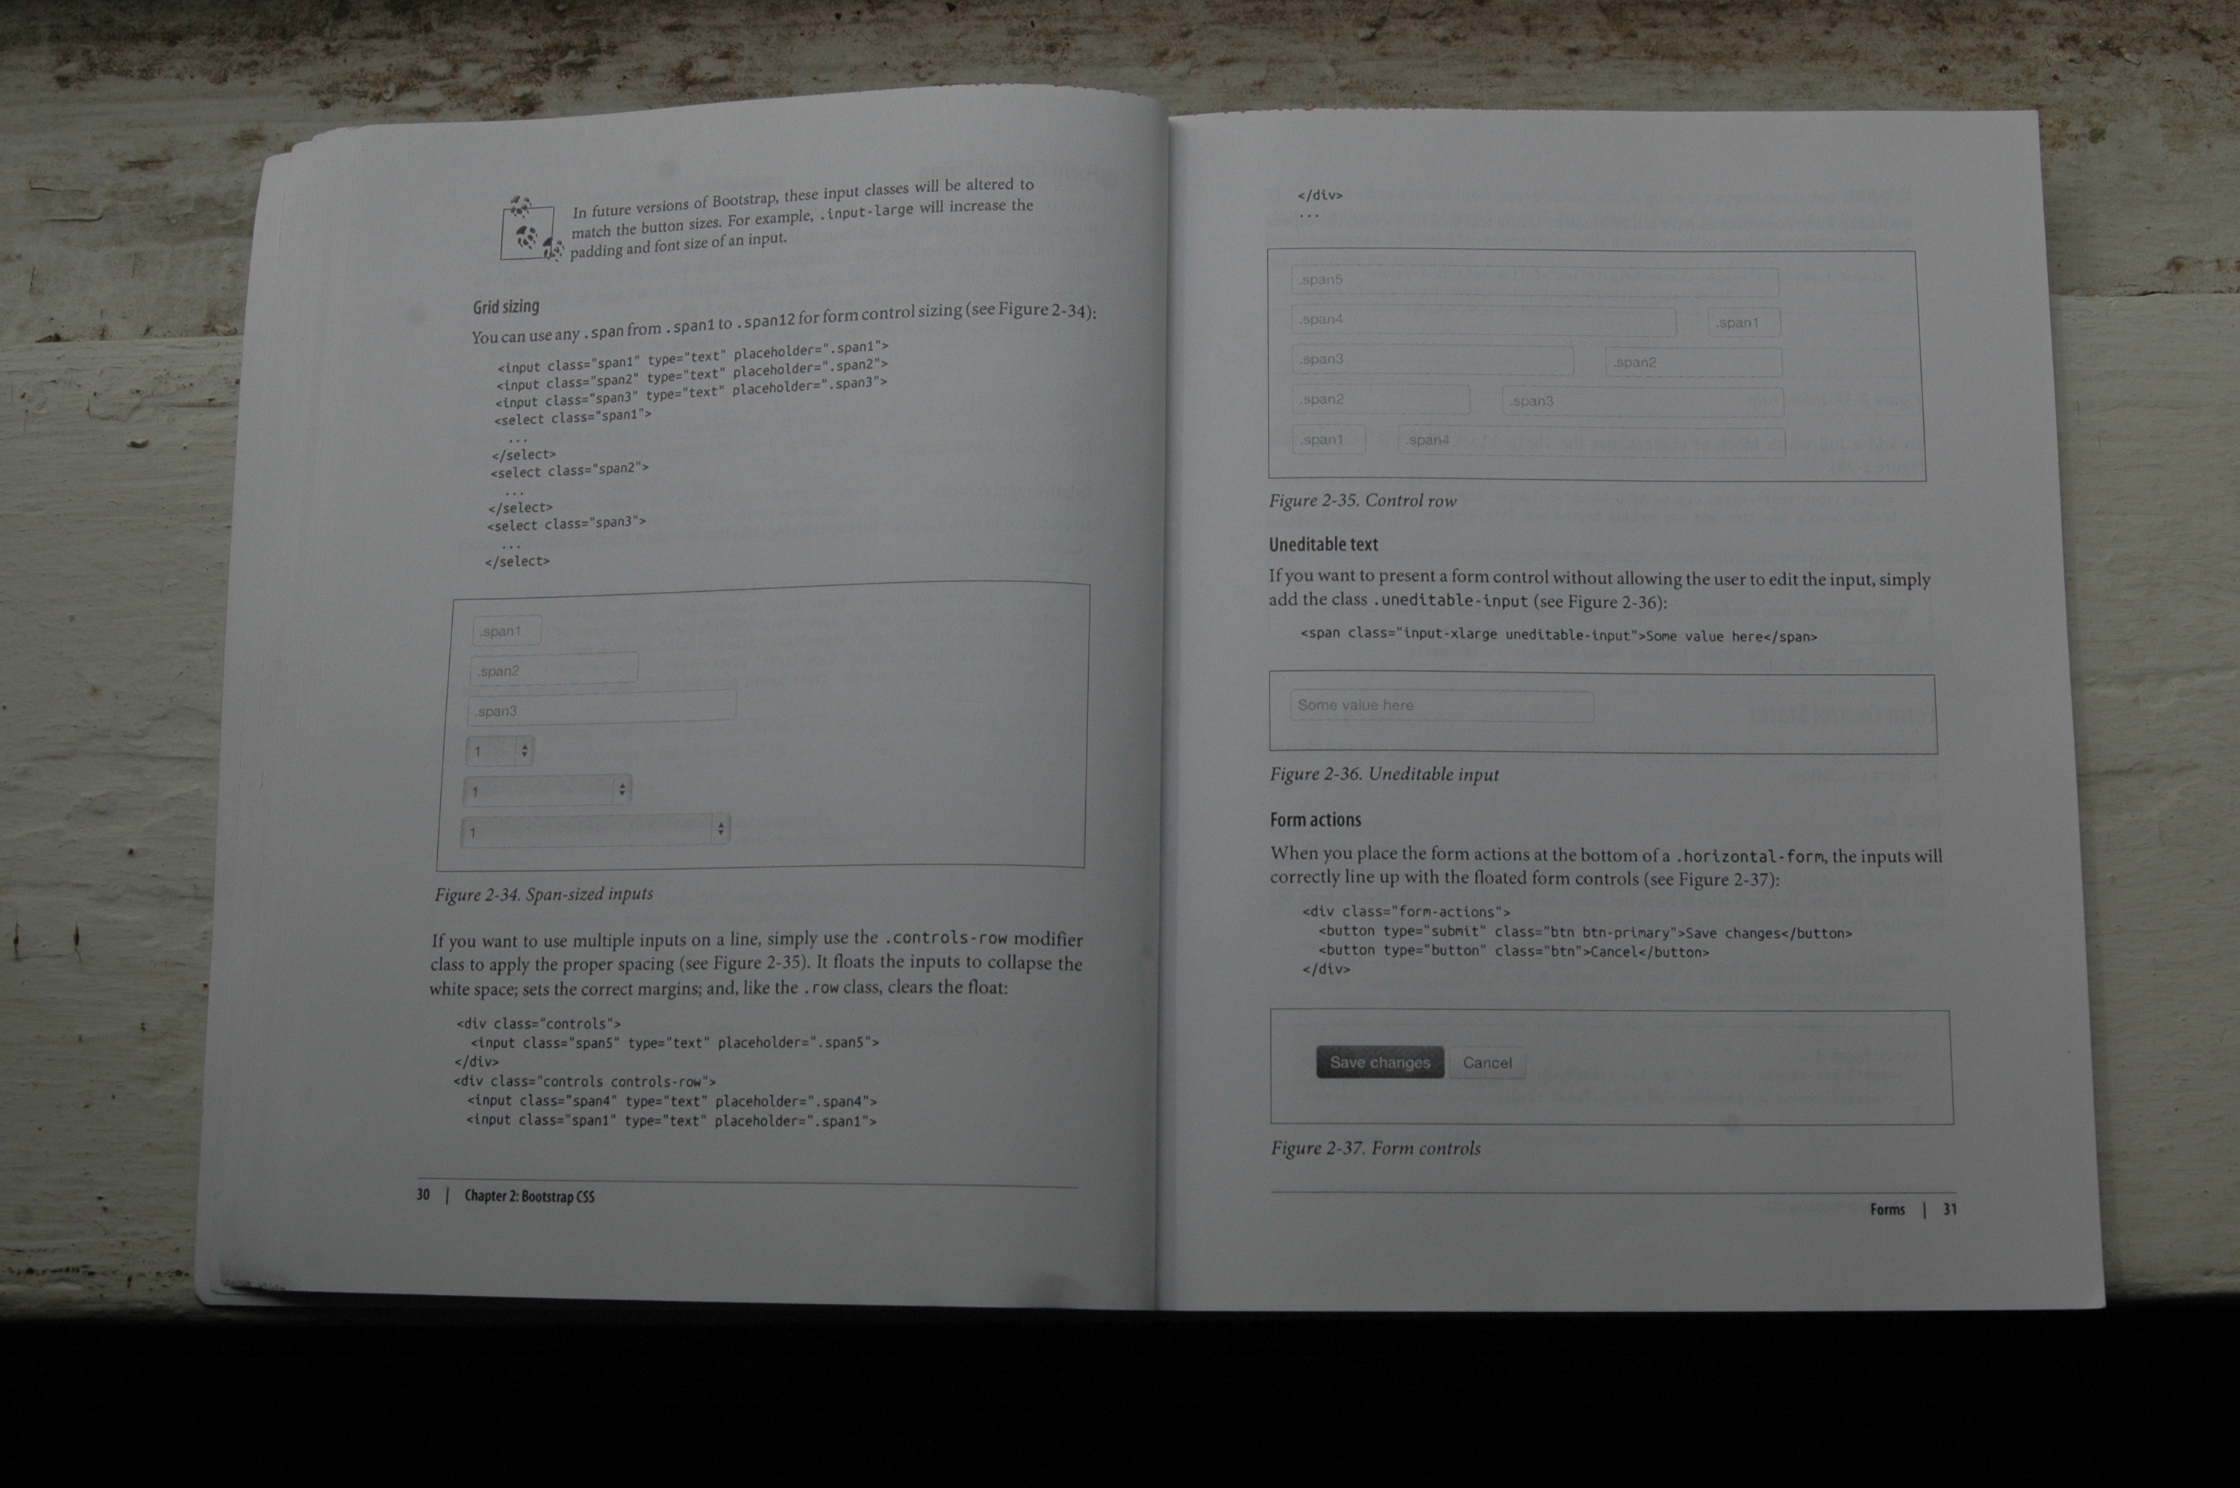 In future versions of Bootstrap, these input classes will be altered to
match the button sizes. For example, .input-large will increase the
padding and font size of an input.
Grid sizing
You can use any .span from .span1 to .span12 for form control sizing (see Figure 2-34):
<input class="span1" type="text" placeholder=".span1">
<input class="span2" type="text" placeholder=".span2">
<input class="span3" type="text" placeholder=".span3">
<select class="span1">
...
</select>
<select class="span2">
...
</select>
<select class="span3">
...
</select>
.span1
.span2
.span3
1
1
1
Figure 2-34. Span-sized inputs
If you want to use multiple inputs on a line, simply use the .controls-row modifier
class to apply the proper spacing (see Figure 2-35). It floats the inputs to collapse the
white space; sets the correct margins; and, like the .row class, clears the float:
<div class="controls">
<input class="span5" type="text" placeholder=".span5">
</div>
<div class="controls controls-row">
<input class="span4" type="text" placeholder=".span4">
<input class="span1" type="text" placeholder=".span1">
30 | Chapter 2: Bootstrap CSS
</div>
...
.span5
.span4 .span1
.span3 .span2
.span2 .span3
.span1 .span4
Figure 2-35. Control row
Uneditable text
If you want to present a form control without allowing the user to edit the input, simply
add the class .uneditable-input (see Figure 2-36):
<span class="input-xlarge uneditable-input">Some value here</span>
Some value here
Figure 2-36. Uneditable input
Form actions
When you place the form actions at the bottom of a .horizontal-form, the inputs will
correctly line up with the floated form controls (see Figure 2-37):
<div class="form-actions">
<button type="submit" class="btn btn-primary">Save changes</button>
<button type="button" class="btn">Cancel</button>
</div>
Save changes Cancel
Figure 2-37. Form controls
Forms | 31